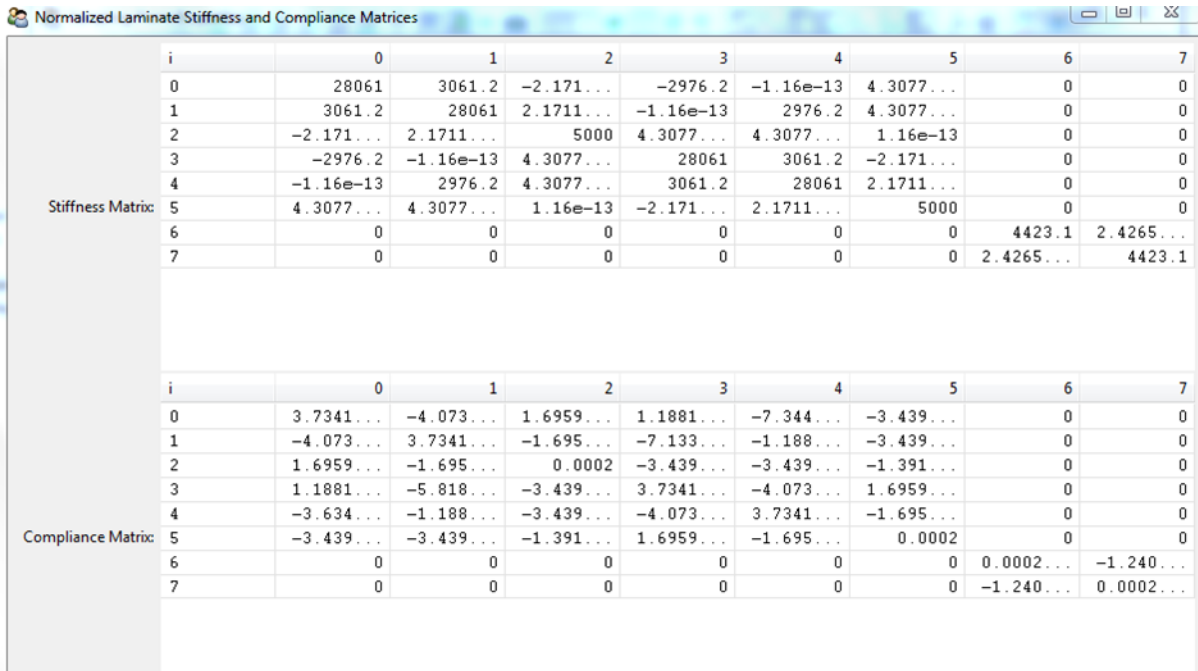 Normalized Laminate Stiffness and Compliance Matrices
i 0 1 2 3 4 5 6 7
0 28061 3061.2 −2.171... −2976.2 −1.16e−13 4.3077... 0 0
1 3061.2 28061 2.1711... −1.16e−13 2976.2 4.3077... 0 0
2 −2.171... 2.1711... 5000 4.3077... 4.3077... 1.16e−13 0 0
3 −2976.2 −1.16e−13 4.3077... 28061 3061.2 −2.171... 0 0
4 −1.16e−13 2976.2 4.3077... 3061.2 28061 2.1711... 0 0
Stiffness Matrix: 5 4.3077... 4.3077... 1.16e−13 −2.171... 2.1711... 5000 0 0
6 0 0 0 0 0 0 4423.1 2.4265...
7 0 0 0 0 0 0 2.4265... 4423.1
i 0 1 2 3 4 5 6 7
0 3.7341... −4.073... 1.6959... 1.1881... −7.344... −3.439... 0 0
1 −4.073... 3.7341... −1.695... −7.133... −1.188... −3.439... 0 0
2 1.6959... −1.695... 0.0002 −3.439... −3.439... −1.391... 0 0
3 1.1881... −5.818... −3.439... 3.7341... −4.073... 1.6959... 0 0
4 −3.634... −1.188... −3.439... −4.073... 3.7341... −1.695... 0 0
Compliance Matrix: 5 −3.439... −3.439... −1.391... 1.6959... −1.695... 0.0002 0 0
6 0 0 0 0 0 0 0.0002... −1.240...
7 0 0 0 0 0 0 −1.240... 0.0002...